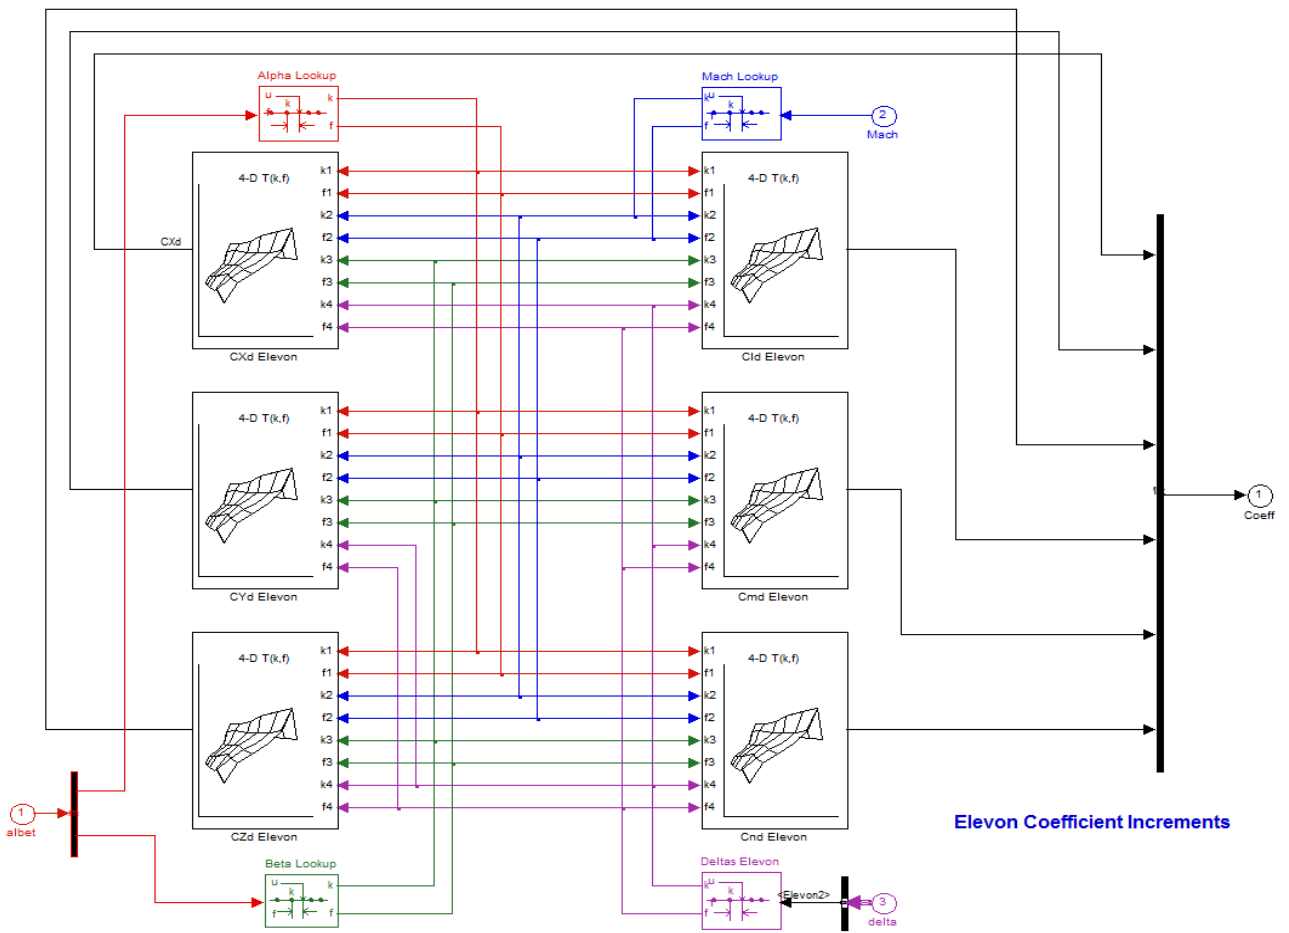 Alpha Lookup
u
k
k
f
f
Mach Lookup
k
u
k
f
2
Mach
4-D T(k,f)
k1
f1
k2
f2
k3
f3
k4
f4
CXd
CXd Elevon
k1
f1
k2
f2
k3
f3
k4
f4
4-D T(k,f)
Cld Elevon
4-D T(k,f)
k1
f1
k2
f2
k3
f3
k4
f4
CYd Elevon
k1
f1
k2
f2
k3
f3
k4
f4
4-D T(k,f)
Cmd Elevon
1
Coeff
4-D T(k,f)
k1
f1
k2
f2
k3
f3
k4
f4
CZd Elevon
k1
f1
k2
f2
k3
f3
k4
f4
4-D T(k,f)
Cnd Elevon
Elevon Coefficient Increments
1
albet
Beta Lookup
u
k
k
f
f
Deltas Elevon
k
u
k
f
<Elevon2>
3
delta